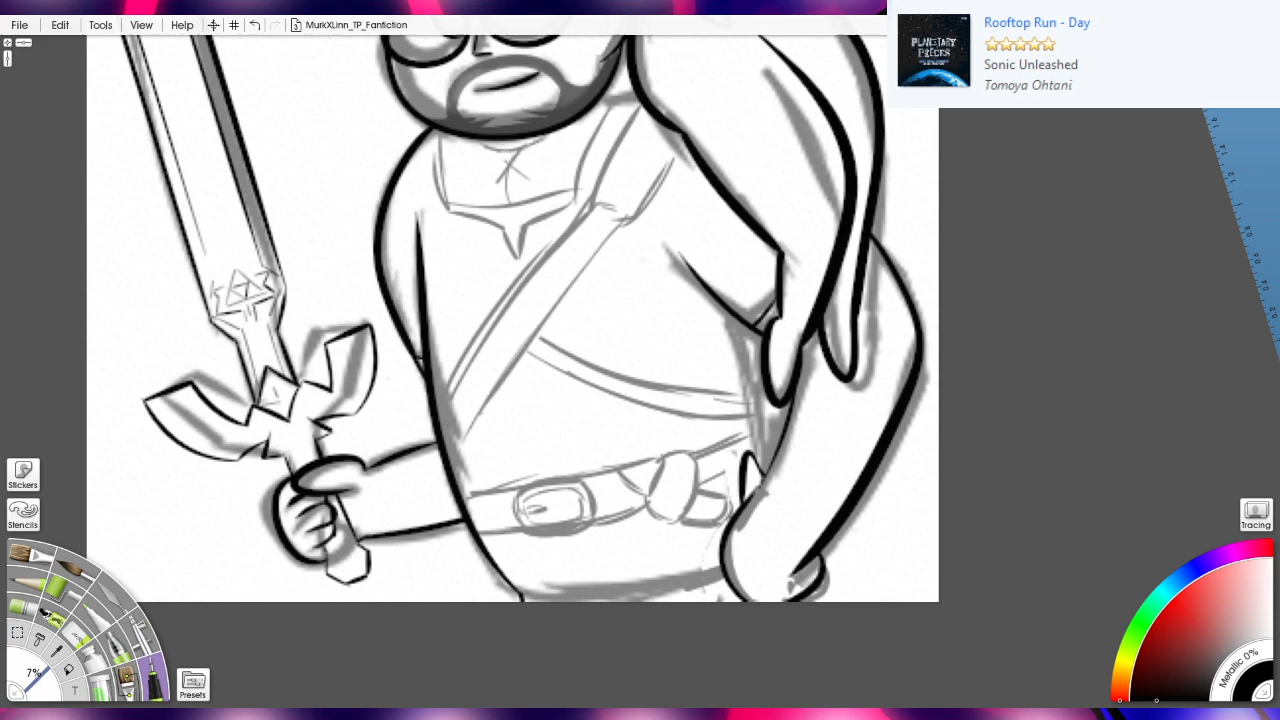 File Edit Tools View Help MurkXLinn_TP_Fanfiction
Rooftop Run - Day
Sonic Unleashed
Tomoya Ohtani
PLANETARY
PIECES
Stickers
Stencils
Tracing
7%
T
Presets
Metallic 0%